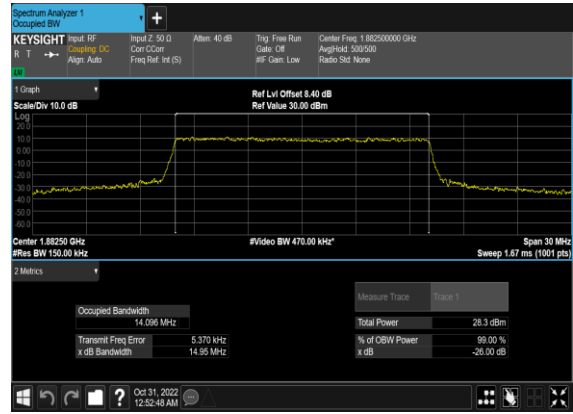 Spectrum Analyzer 1
Occupied BW
+
KEYSIGHT Input: RF Input Z: 50 Ω Atten: 40 dB Trig: Free Run Center Freq: 1.882500000 GHz
R T Coupling: DC Corr CCorr Gate: Off Avg|Hold: 500/500
Align: Auto Freq Ref: Int (S) #IF Gain: Low Radio Std: None
LXI
1 Graph
Ref Lvl Offset 8.40 dB
Scale/Div 10.0 dB Ref Value 30.00 dBm
Log
20.0
10.0
0.00
-10.0
-20.0
-30.0
-40.0
-50.0
-60.0
Center 1.88250 GHz #Video BW 470.00 kHz* Span 30 MHz
#Res BW 150.00 kHz Sweep 1.67 ms (1001 pts)
2 Metrics
Measure Trace Trace 1
Occupied Bandwidth
14.096 MHz Total Power 28.3 dBm
Transmit Freq Error 5.370 kHz % of OBW Power 99.00 %
x dB Bandwidth 14.95 MHz x dB -26.00 dB
? Oct 31, 2022
12:52:48 AM